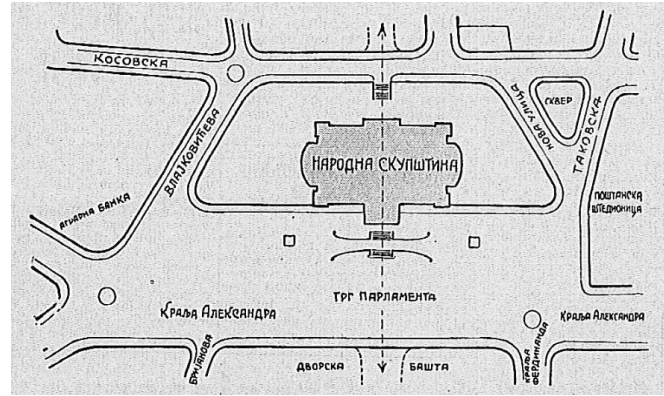 КОСОВСКА
СКВЕР
НОВА УЛИЦА
ТАКОВСКА
ВЛАЈКОВИЋЕВА
НАРОДНА СКУПШТИНА
АГРАРНА БАНКА
ПОШТАНСКА
ШТЕДИОНИЦА
ТРГ ПАРЛАМЕНТА
КРАЉА АЛЕКСАНДРА
КРАЉА АЛЕКСАНДРА
БРИЈАНОВА
ДВОРСКА
БАШТА
КРАЉА
ФЕРДИНАНДА